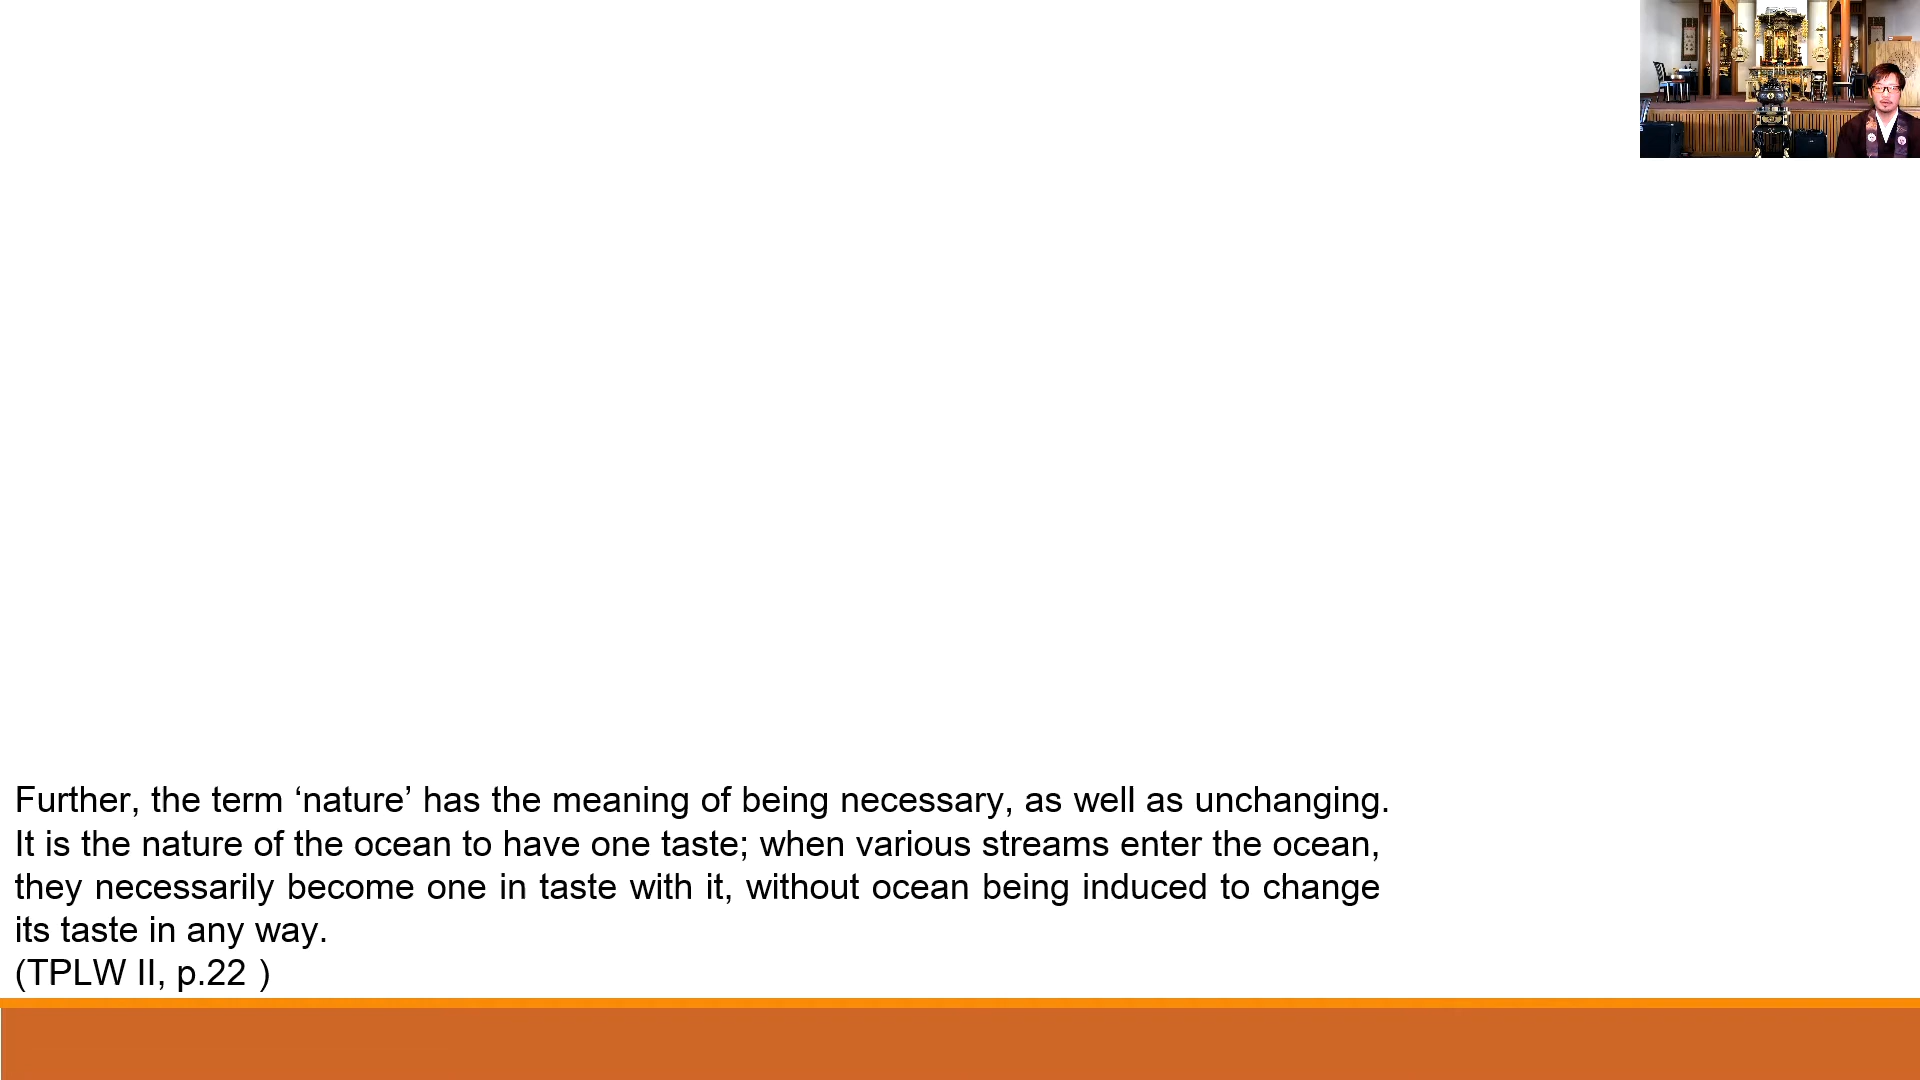 Further, the term ‘nature’ has the meaning of being necessary, as well as unchanging.
It is the nature of the ocean to have one taste; when various streams enter the ocean,
they necessarily become one in taste with it, without ocean being induced to change
its taste in any way.
(TPLW II, p.22 )